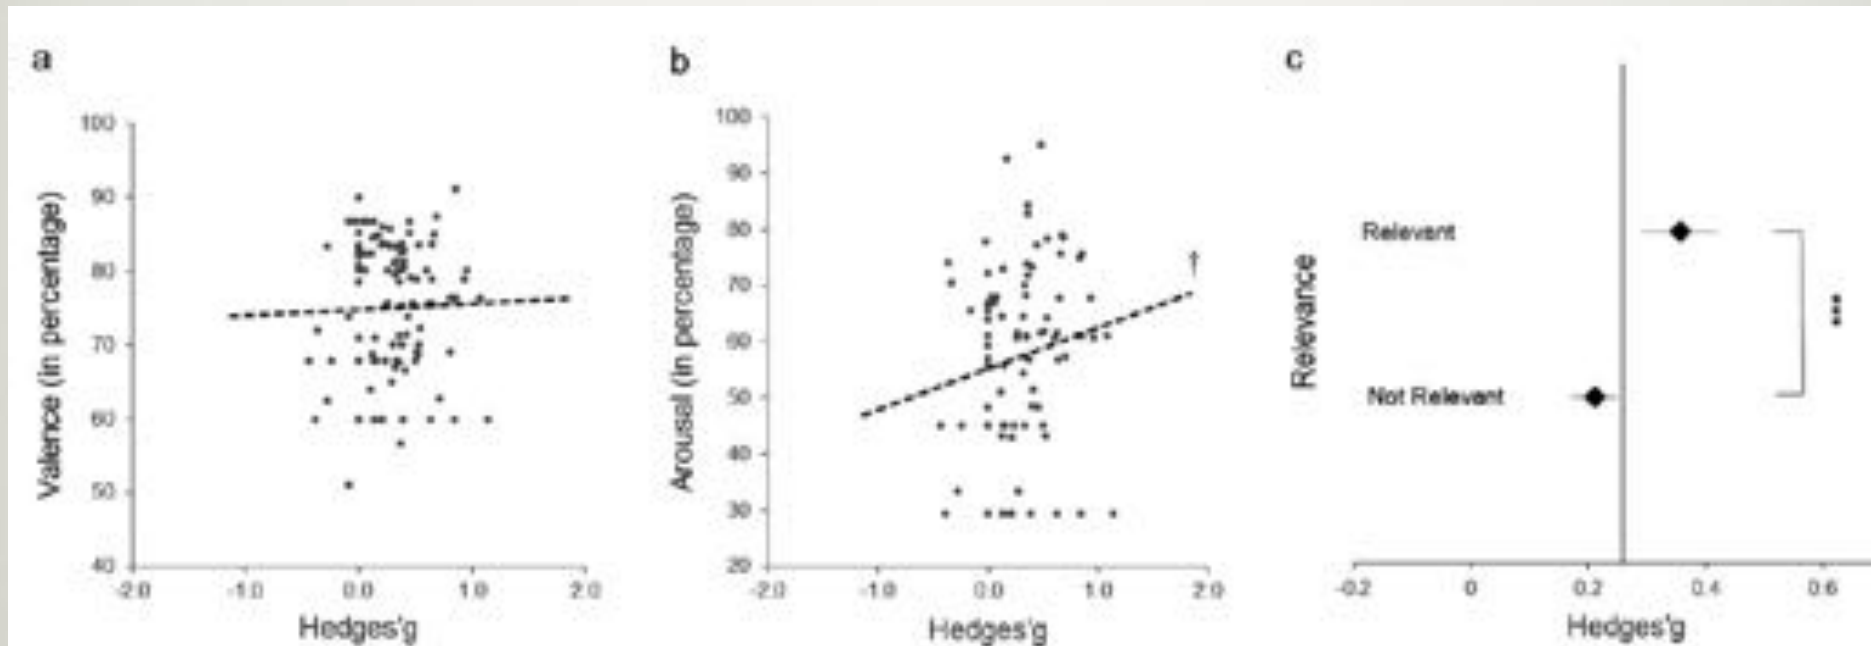 a
Valence (in percentage)
100
90
80
70
60
50
40
-2.0 -1.0 0.0 1.0 2.0
Hedges'g
b
Arousal (in percentage)
100
90
80
70
60
50
40
30
20
-2.0 -1.0 0.0 1.0 2.0
†
Hedges'g
c
Relevance
Relevant
Not Relevant
-0.2 0 0.2 0.4 0.6
Hedges'g